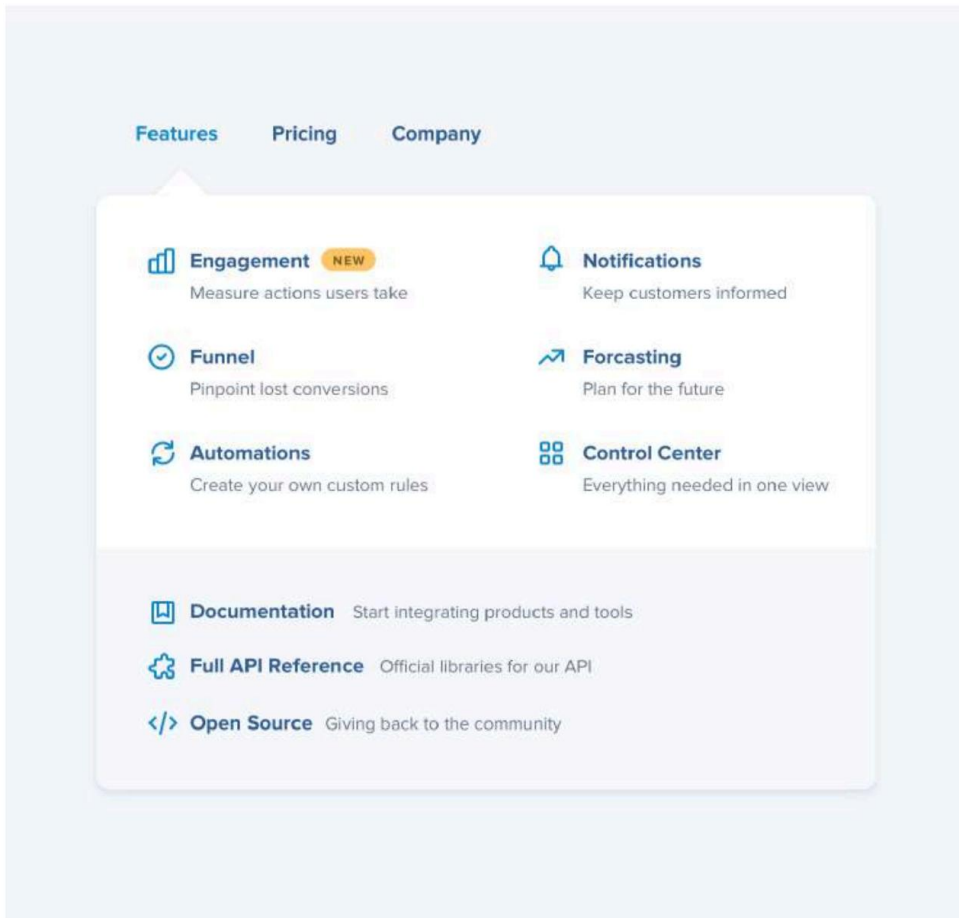 Features Pricing Company
Engagement NEW
Measure actions users take
Notifications
Keep customers informed
Funnel
Pinpoint lost conversions
Forcasting
Plan for the future
Automations
Create your own custom rules
Control Center
Everything needed in one view
Documentation Start integrating products and tools
Full API Reference Official libraries for our API
Open Source Giving back to the community